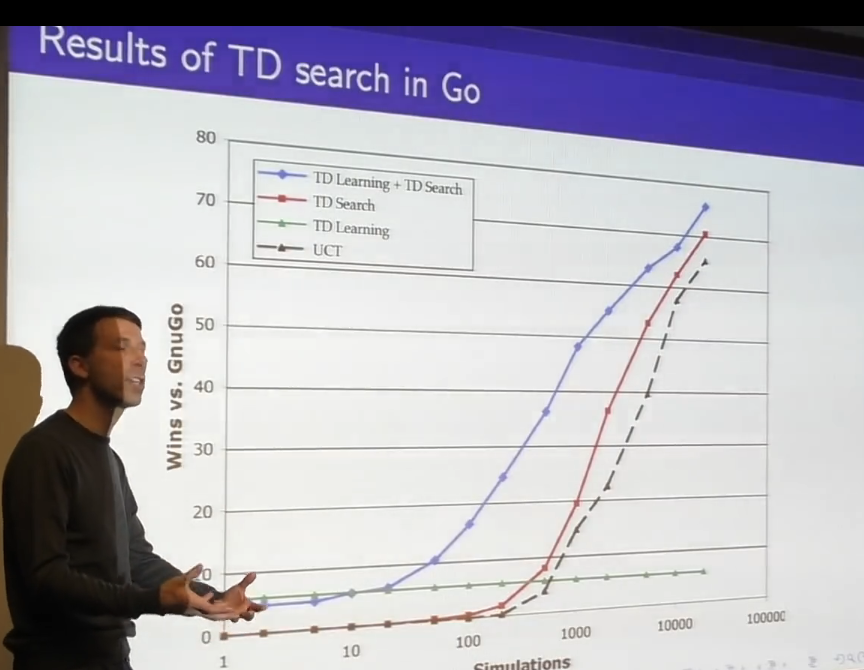 Results of TD search in Go
80
TD Learning + TD Search
70
TD Search
TD Learning
UCT
60
50
Wins vs. GnuGo
40
30
20
0
0
1
10
100
1000
10000
100000
Simulations